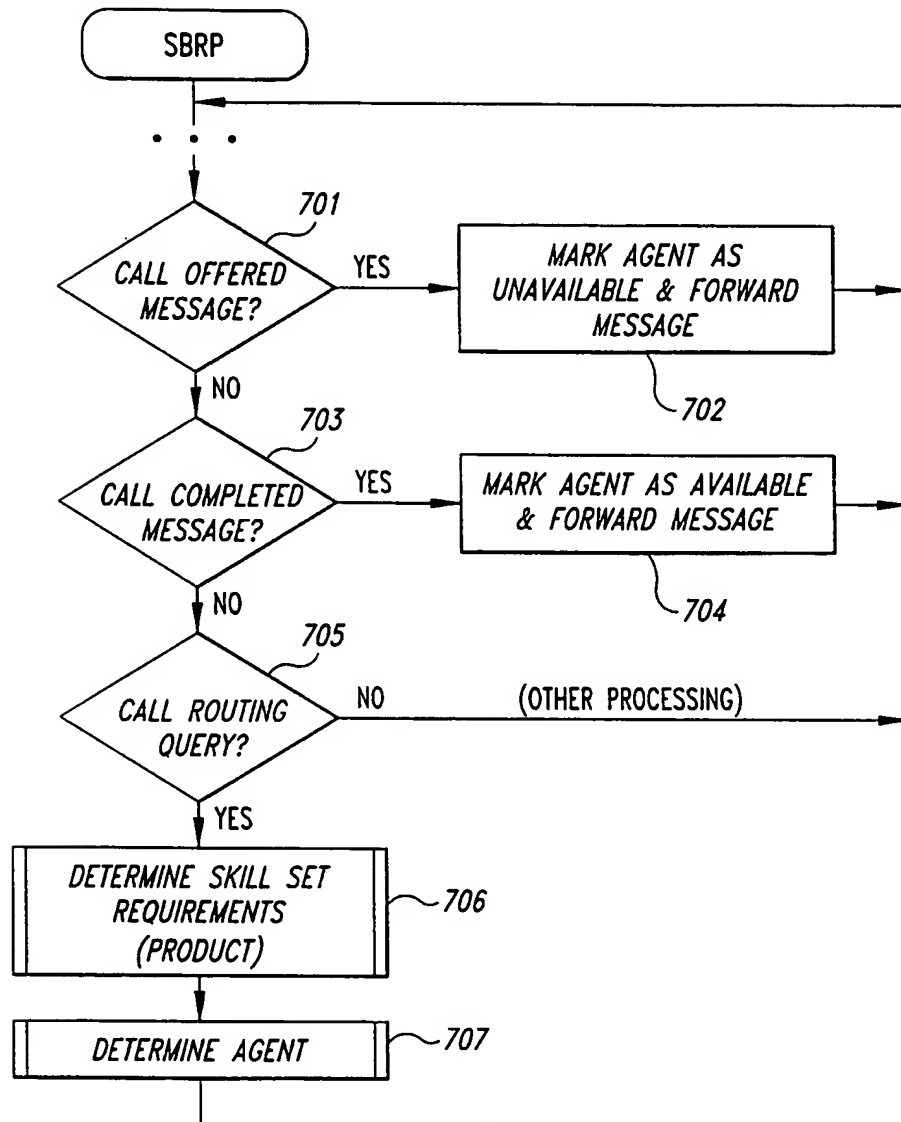 SBRP
701
CALL OFFERED
MESSAGE?
YES
MARK AGENT AS
UNAVAILABLE & FORWARD
MESSAGE
702
NO
703
CALL COMPLETED
MESSAGE?
YES
MARK AGENT AS AVAILABLE
& FORWARD MESSAGE
704
NO
705
CALL ROUTING
QUERY?
NO
(OTHER PROCESSING)
YES
DETERMINE SKILL SET
REQUIREMENTS
(PRODUCT)
706
DETERMINE AGENT
707